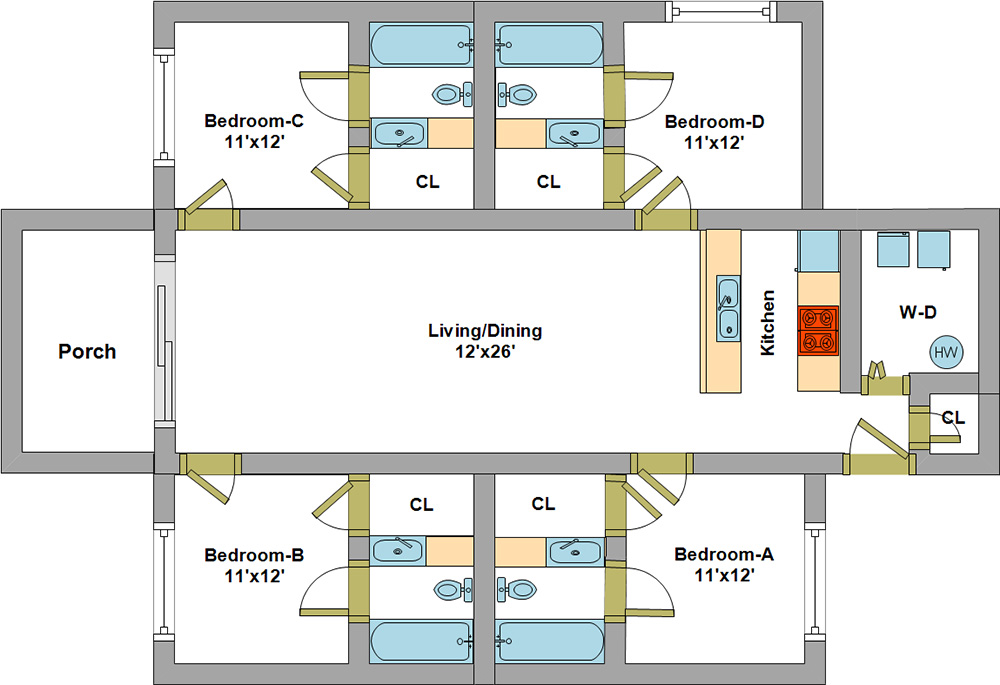 Bedroom-C
11'x12'
Bedroom-D
11'x12'
CL
CL
Porch
Living/Dining
12'x26'
Kitchen
W-D
HW
CL
CL
CL
Bedroom-B
11'x12'
Bedroom-A
11'x12'